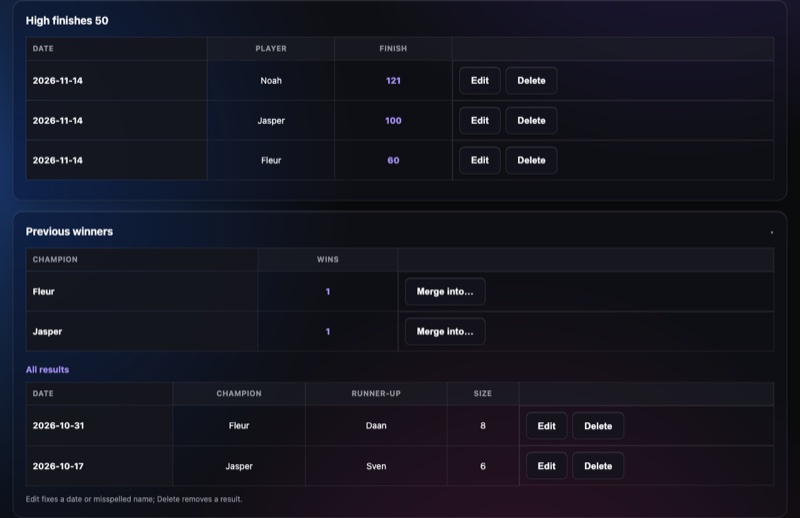 High finishes 50
DATE PLAYER FINISH
2026-11-14 Noah 121 Edit Delete
2026-11-14 Jasper 100 Edit Delete
2026-11-14 Fleur 60 Edit Delete
Previous winners
CHAMPION WINS
Fleur 1 Merge into...
Jasper 1 Merge into...
All results
DATE CHAMPION RUNNER-UP SIZE
2026-10-31 Fleur Daan 8 Edit Delete
2026-10-17 Jasper Sven 6 Edit Delete
Edit fixes a date or misspelled name; Delete removes a result.